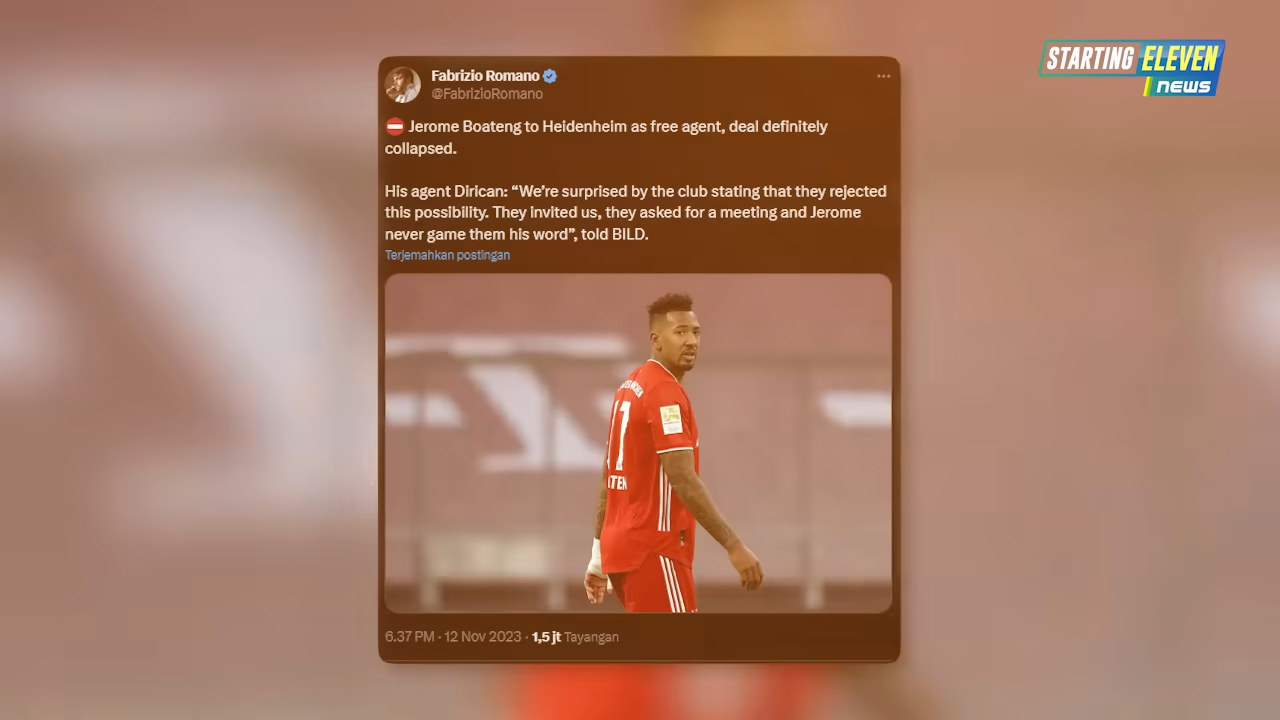 STARTING ELEVEN
news
Fabrizio Romano
@FabrizioRomano
⛔ Jerome Boateng to Heidenheim as free agent, deal definitely
collapsed.
His agent Dirican: “We’re surprised by the club stating that they rejected
this possibility. They invited us, they asked for a meeting and Jerome
never game them his word”, told BILD.
Terjemahkan postingan
17
6.37 PM · 12 Nov 2023 · 1,5 jt Tayangan